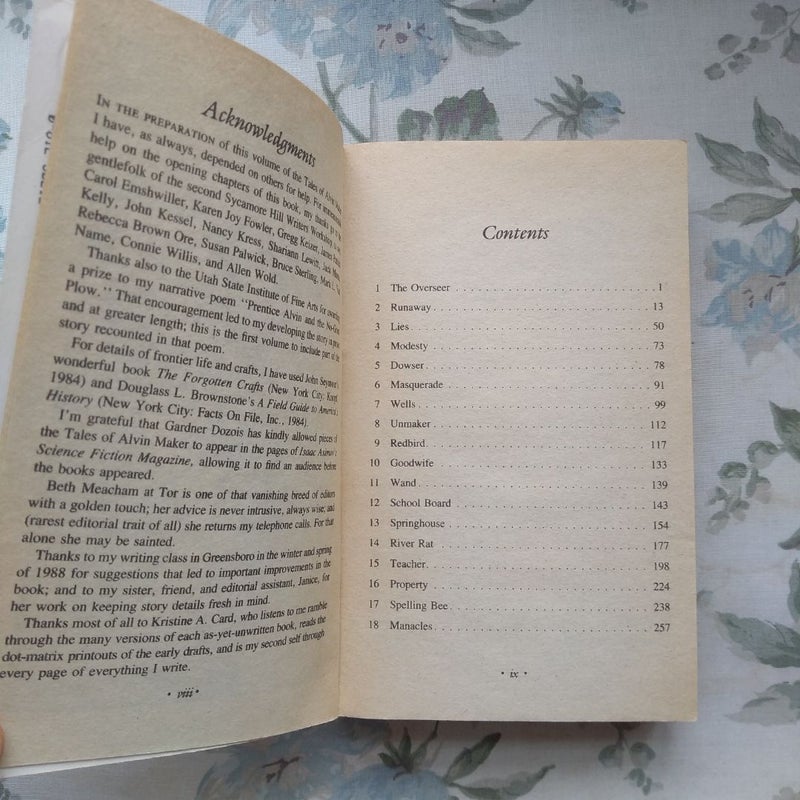 Acknowledgments
IN THE PREPARATION of this volume of the Tales of Alvin Maker
I have, as always, depended on others for help. For
help on the opening chapters of this book, my thanks go to the
gentlefolk of the second Sycamore Hill Writers Workshop
Carol Emshwiller, Karen Joy Fowler, Gregg Keizer, James Patrick
Kelly, John Kessel, Nancy Kress, Shariann Lewitt, Jack
Rebecca Brown Ore, Susan Palwick, Bruce Sterling, Mark L. Van
Name, Connie Willis, and Allen Wold.
Thanks also to the Utah State Institute of Fine Arts for awarding
a prize to my narrative poem "Prentice Alvin and the No-Good
Plow." That encouragement led to my developing the story in prose
and at greater length; this is the first volume to include part of the
story recounted in that poem.
For details of frontier life and crafts, I have used John Seymour's
wonderful book The Forgotten Crafts (New York City: Knopf,
1984) and Douglass L. Brownstone's A Field Guide to America's
History (New York City: Facts On File, Inc., 1984).
I'm grateful that Gardner Dozois has kindly allowed pieces of
the Tales of Alvin Maker to appear in the pages of Isaac Asimov's
Science Fiction Magazine, allowing it to find an audience before
the books appeared.
Beth Meacham at Tor is one of that vanishing breed of editors
with a golden touch; her advice is never intrusive, always wise; and
(rarest editorial trait of all) she returns my telephone calls. For that
alone she may be sainted.
Thanks to my writing class in Greensboro in the winter and spring
of 1988 for suggestions that led to important improvements in the
book; and to my sister, friend, and editorial assistant, Janice, for
her work on keeping story details fresh in mind.
Thanks most of all to Kristine A. Card, who listens to me ramble
through the many versions of each as-yet-unwritten book, reads the
dot-matrix printouts of the early drafts, and is my second self through
every page of everything I write.
• viii •
Contents
1 The Overseer 1
2 Runaway 13
3 Lies 50
4 Modesty 73
5 Dowser 78
6 Masquerade 91
7 Wells 99
8 Unmaker 112
9 Redbird 117
10 Goodwife 133
11 Wand 139
12 School Board 143
13 Springhouse 154
14 River Rat 177
15 Teacher 198
16 Property 224
17 Spelling Bee 238
18 Manacles 257
• ix •